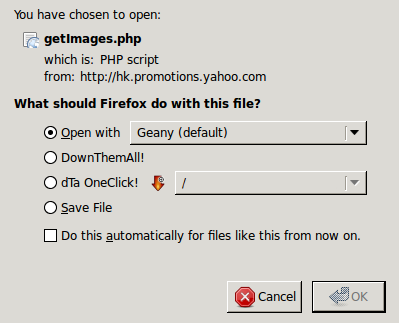 You have chosen to open:
getImages.php
which is: PHP script
from: http://hk.promotions.yahoo.com
What should Firefox do with this file?
Open with Geany (default)
DownThemAll!
dTa OneClick! /
Save File
Do this automatically for files like this from now on.
Cancel OK